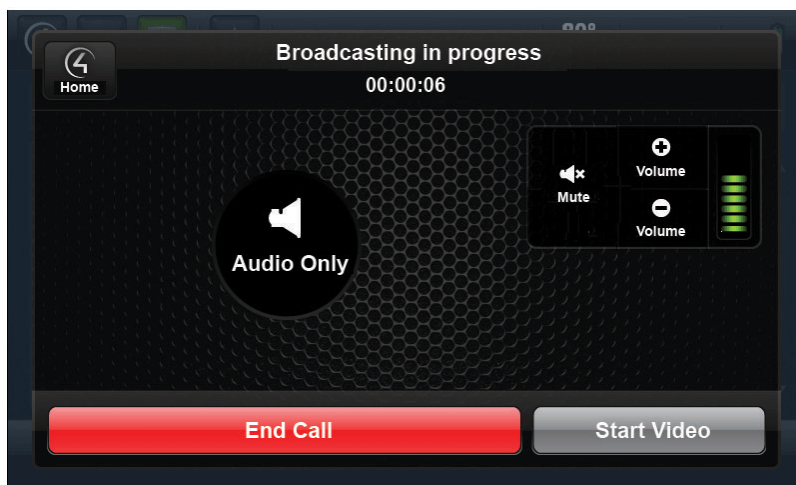 Broadcasting in progress
00:00:06
Home
Mute
Volume
Volume
Audio Only
End Call
Start Video